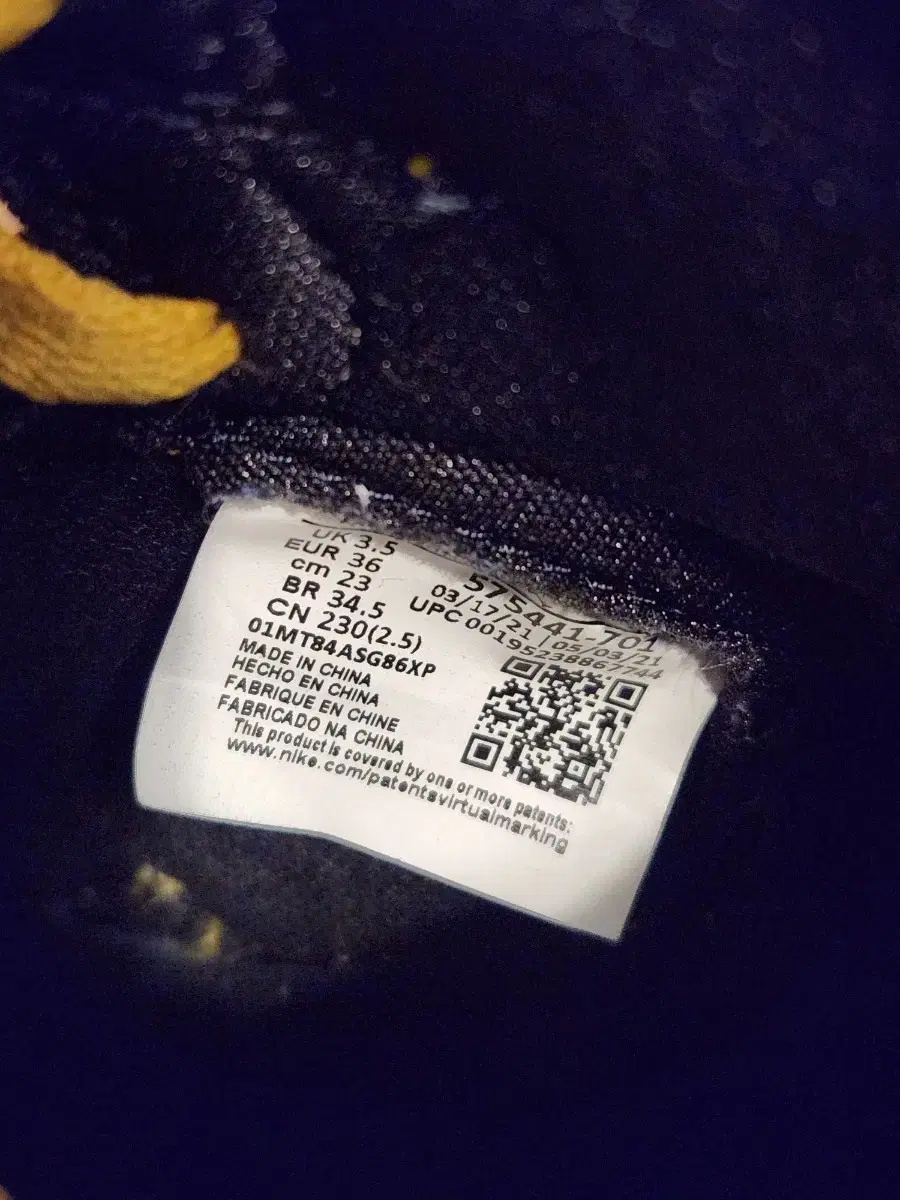 UK 3.5
EUR 36
cm 23
BR 34.5
CN 230(2.5)
01MT84ASG86XP
MADE IN CHINA
HECHO EN CHINA
FABRIQUE EN CHINE
FABRICADO NA CHINA
This product is covered by one or more patents:
www.nike.com/patentsvirtualmarking
575441-701
03/17/21 | 05/03/21
UPC 00195238867744